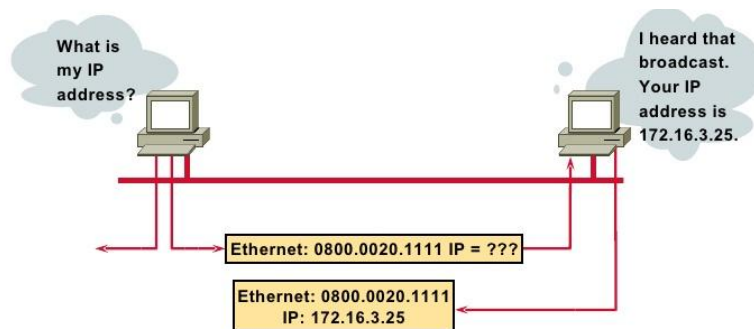 What is
my IP
address?
I heard that
broadcast.
Your IP
address is
172.16.3.25.
Ethernet: 0800.0020.1111 IP = ???
Ethernet: 0800.0020.1111
IP: 172.16.3.25